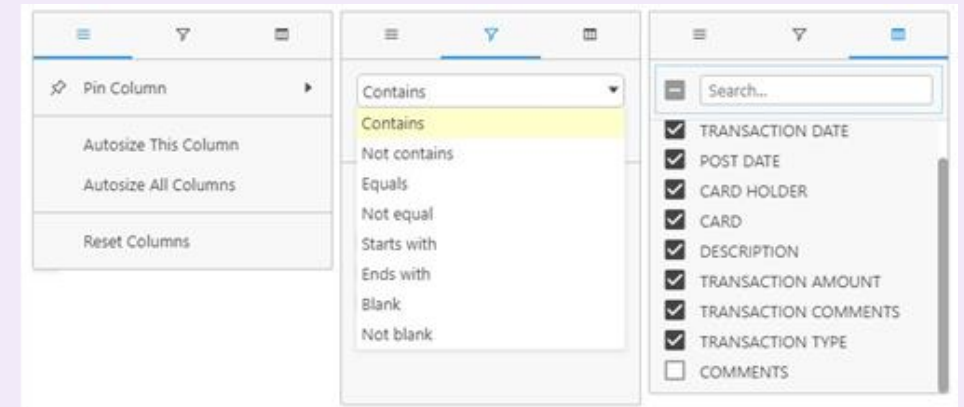 Pin Column
Autosize This Column
Autosize All Columns
Reset Columns
Contains
Contains
Not contains
Equals
Not equal
Starts with
Ends with
Blank
Not blank
Search...
TRANSACTION DATE
POST DATE
CARD HOLDER
CARD
DESCRIPTION
TRANSACTION AMOUNT
TRANSACTION COMMENTS
TRANSACTION TYPE
COMMENTS